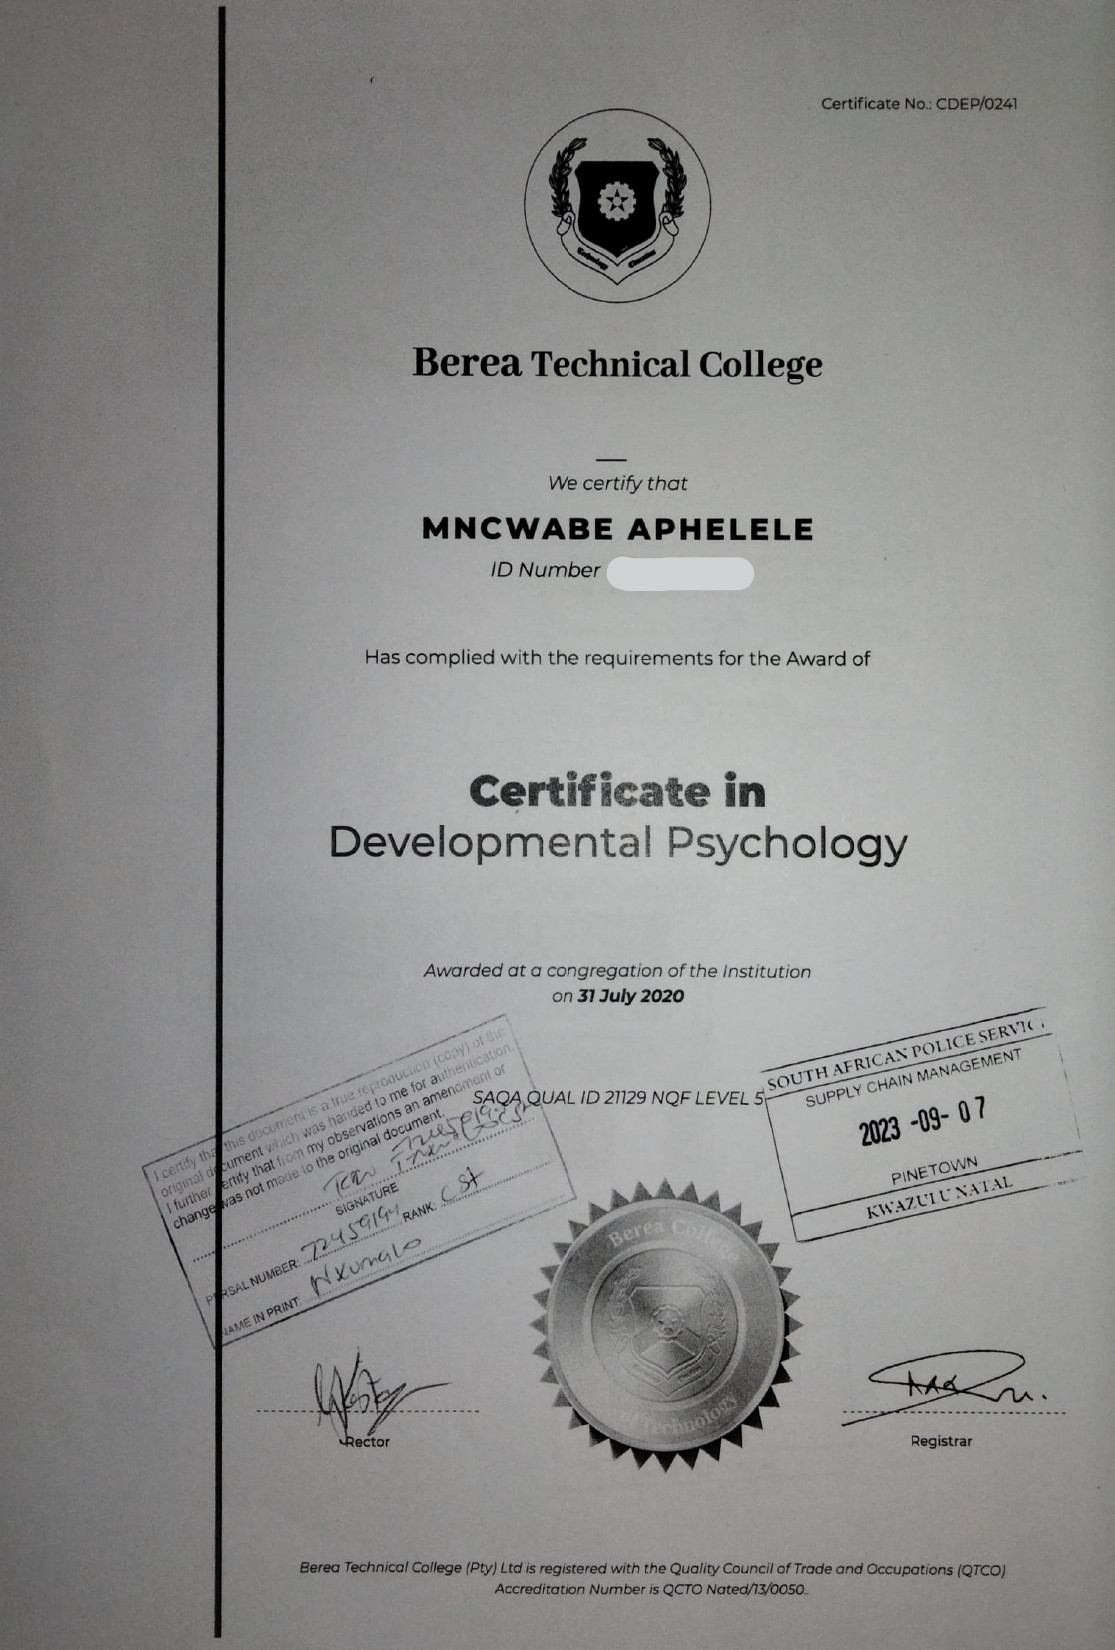 Certificate No.: CDEP/0241
Technology
Berea Technical College
We certify that
MNCWABE APHELELE
ID Number
Has complied with the requirements for the Award of
Certificate in
Developmental Psychology
Awarded at a congregation of the Institution
on 31 July 2020
SAQA QUAL ID 21129 NQF LEVEL 5
I certify that this document is a true reproduction (copy) of the
original document which was handed to me for authentication.
I further certify that from my observations an amendment or
change was not made to the original document.
SIGNATURE
PERSAL NUMBER: RANK: CST
NAME IN PRINT: Nxumalo
SOUTH AFRICAN POLICE SERVICE
SUPPLY CHAIN MANAGEMENT
2023 -09- 07
PINETOWN
KWAZULU NATAL
Berea College
of Technology
Rector
Registrar
Berea Technical College (Pty) Ltd is registered with the Quality Council of Trade and Occupations (QTCO)
Accreditation Number is QCTO Nated/13/0050..